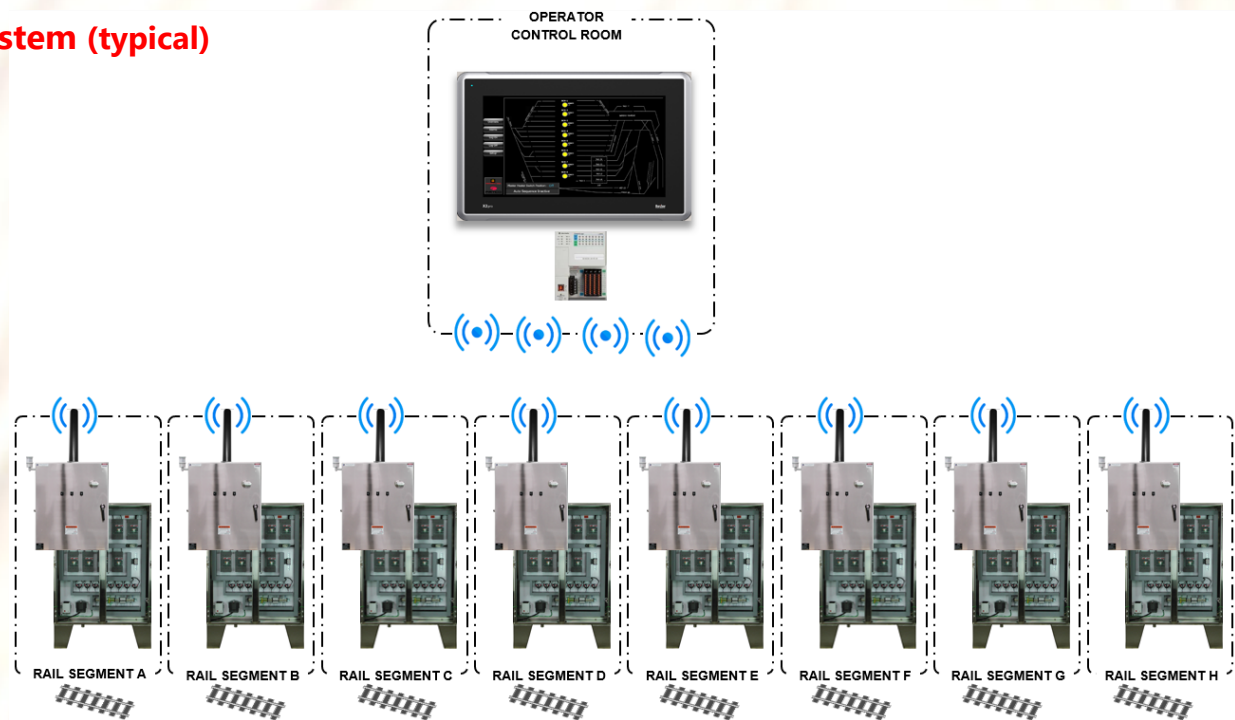 stem (typical)
OPERATOR
CONTROL ROOM
RAIL SEGMENT A
RAIL SEGMENT B
RAIL SEGMENT C
RAIL SEGMENT D
RAIL SEGMENT E
RAIL SEGMENT F
RAIL SEGMENT G
RAIL SEGMENT H